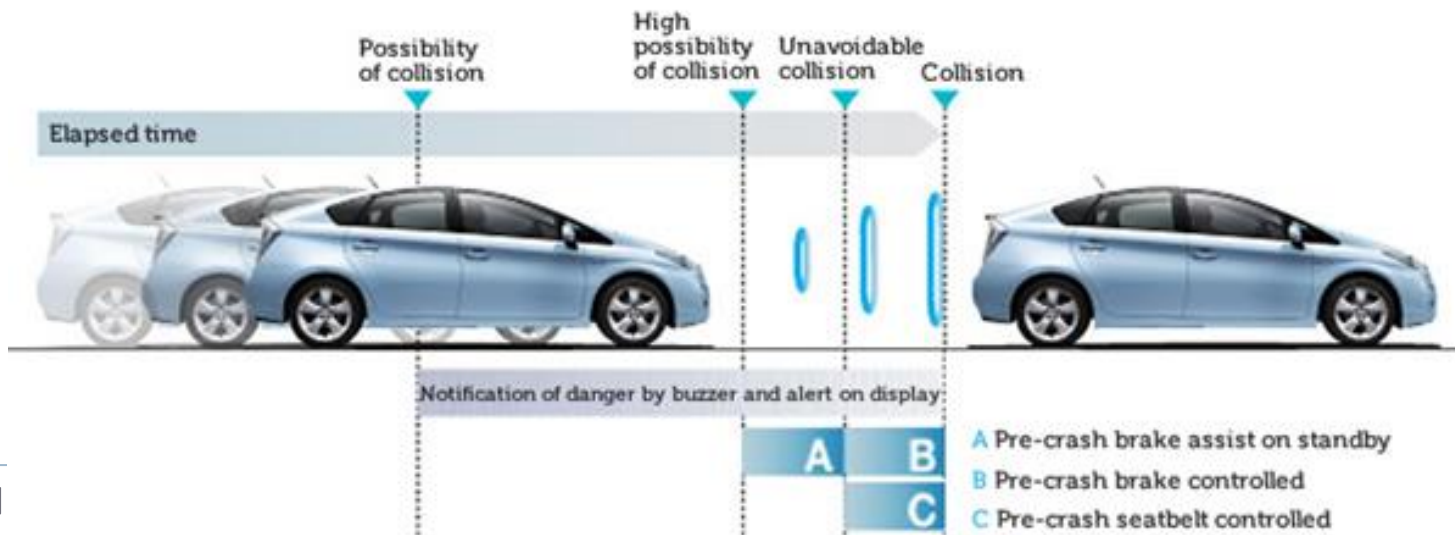 Possibility
of collision
High
possibility
of collision
Unavoidable
collision
Collision
Elapsed time
Notification of danger by buzzer and alert on display
A
B
C
A Pre-crash brake assist on standby
B Pre-crash brake controlled
C Pre-crash seatbelt controlled